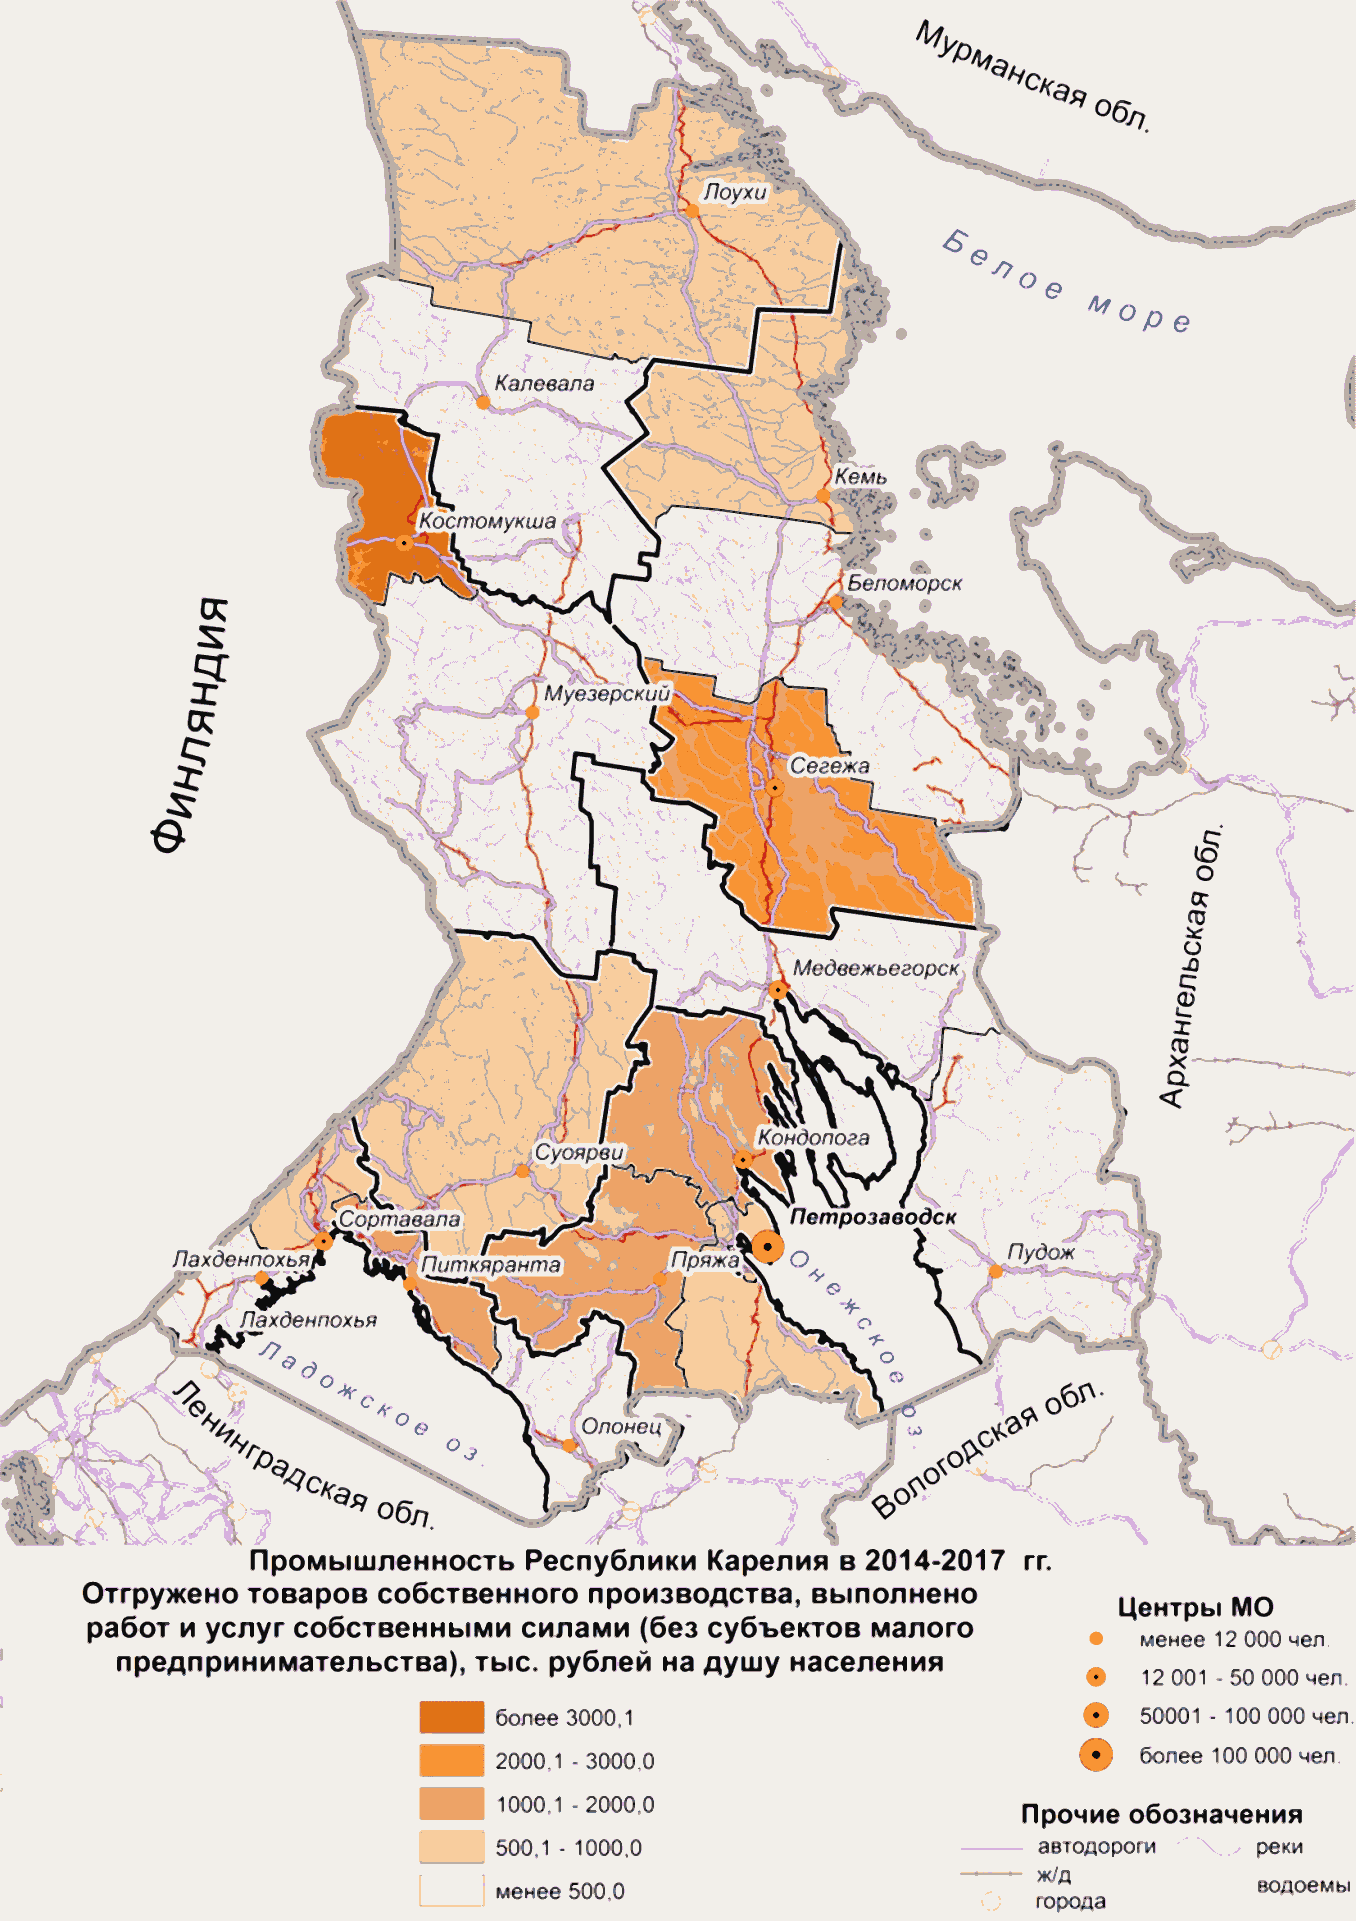 Мурманская обл.
Лоухи
Белое море
Калевала
Кемь
Костомукша
Беломорск
Финляндия
Муезерский
Сегежа
Архангельская обл.
Медвежьегорск
Кондопога
Суоярви
Сортавала
Петрозаводск
Лахденпохья
Питкяранта
Пряжа
Пудож
Онежское оз.
Лахденпохья
Ладожское оз.
Ленинградская обл.
Олонец
Вологодская обл.
Промышленность Республики Карелия в 2014-2017 гг.
Отгружено товаров собственного производства, выполнено
работ и услуг собственными силами (без субъектов малого
предпринимательства), тыс. рублей на душу населения
более 3000,1
2000,1 - 3000,0
1000,1 - 2000,0
500,1 - 1000,0
менее 500,0
Центры МО
менее 12 000 чел.
12 001 - 50 000 чел.
50001 - 100 000 чел.
более 100 000 чел.
Прочие обозначения
автодороги
реки
ж/д
водоемы
города